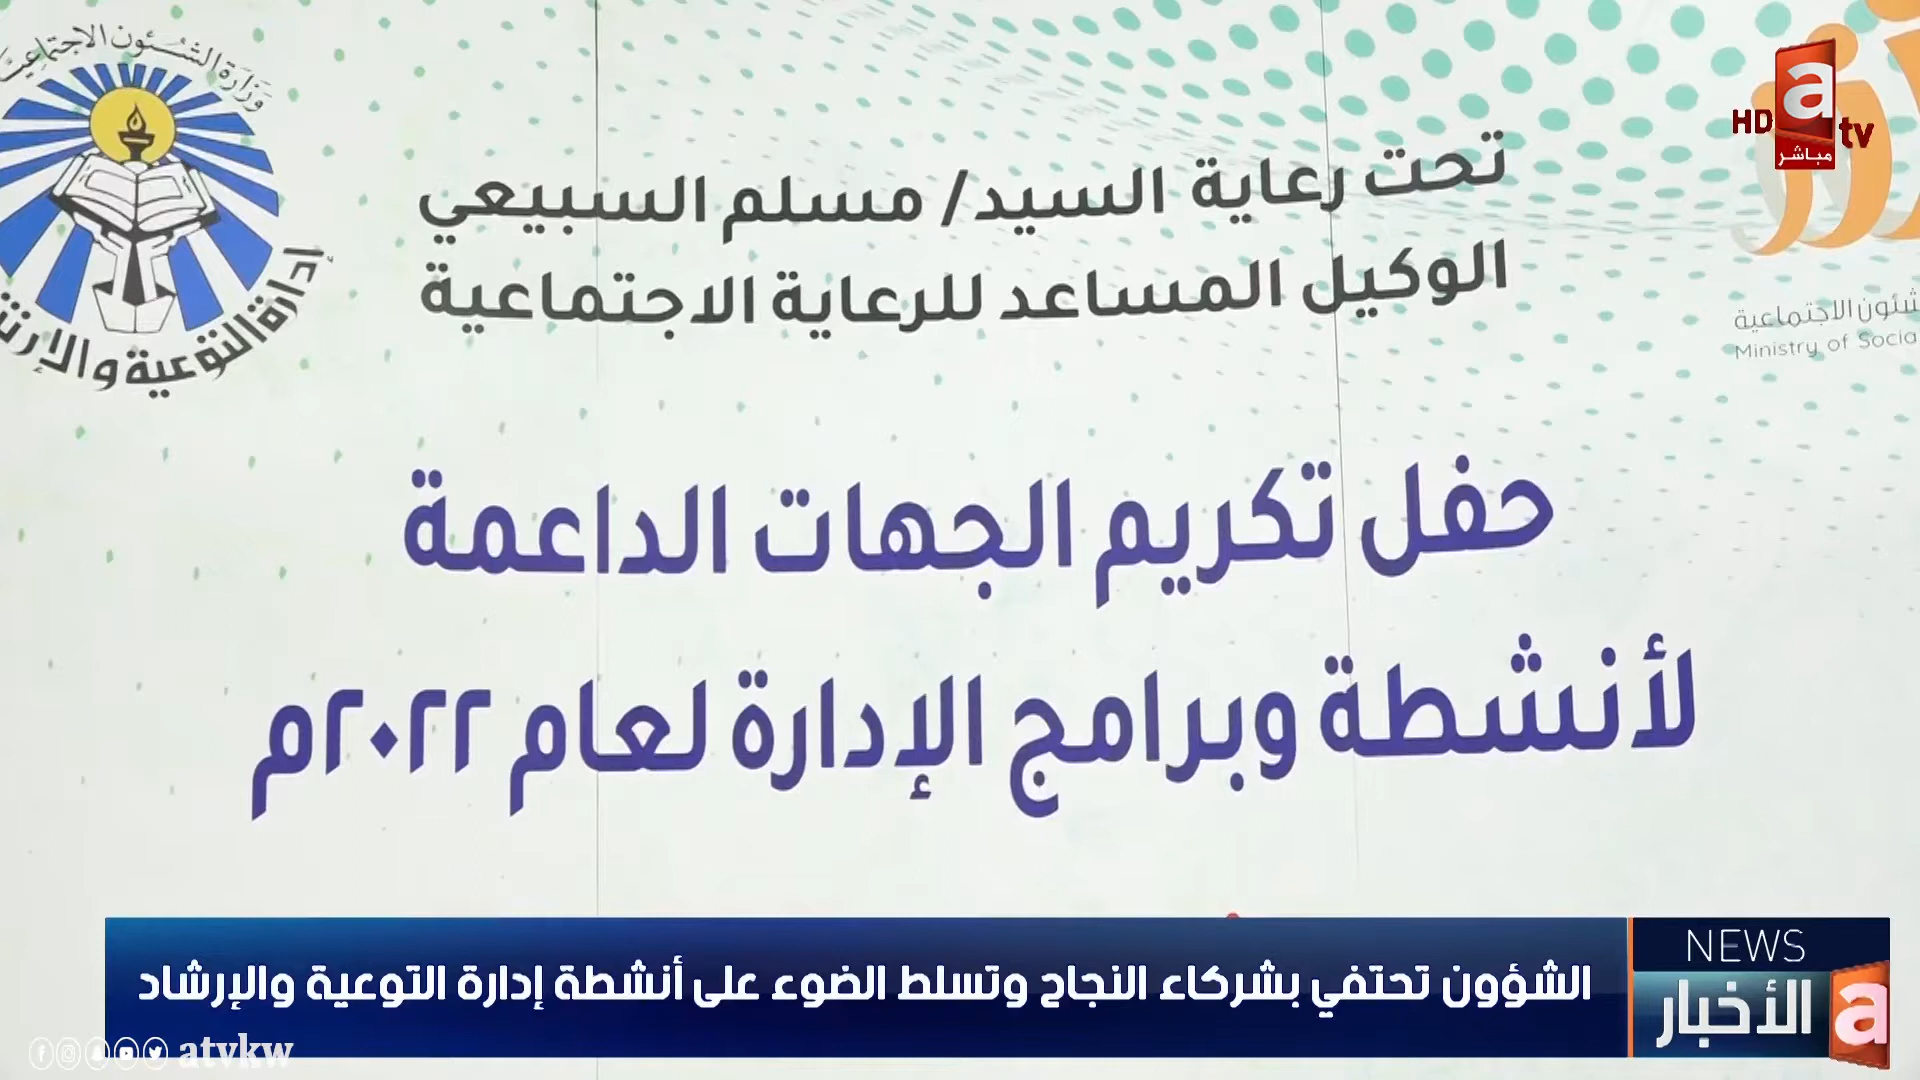 وزارة الشئون الاجتماعية
إدارة التوعية والإرشاد
HD
a tv
مباشر
تحت رعاية السيد/ مسلم السبيعي
الوكيل المساعد للرعاية الاجتماعية
شئون الاجتماعية
Ministry of Socia
حفل تكريم الجهات الداعمة
لأنشطة وبرامج الإدارة لعام ٢٠٢٢م
NEWS
الأخبار
a
الشؤون تحتفي بشركاء النجاح وتسلط الضوء على أنشطة إدارة التوعية والإرشاد
atvkw